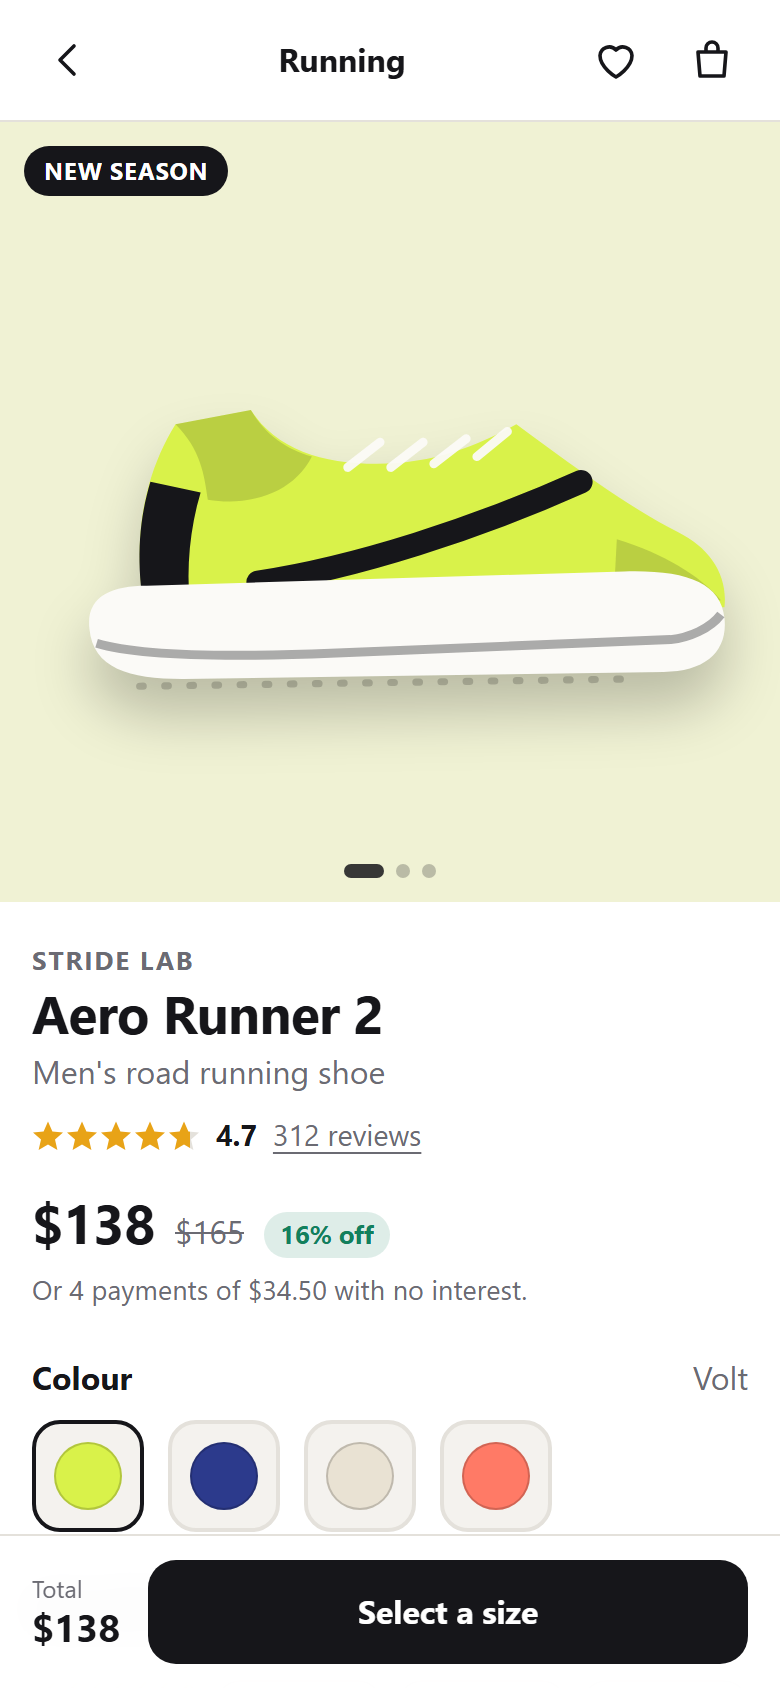 Running
NEW SEASON
STRIDE LAB
Aero Runner 2
Men's road running shoe
4.7 312 reviews
$138 $165 16% off
Or 4 payments of $34.50 with no interest.
Colour Volt
Total
$138
Select a size